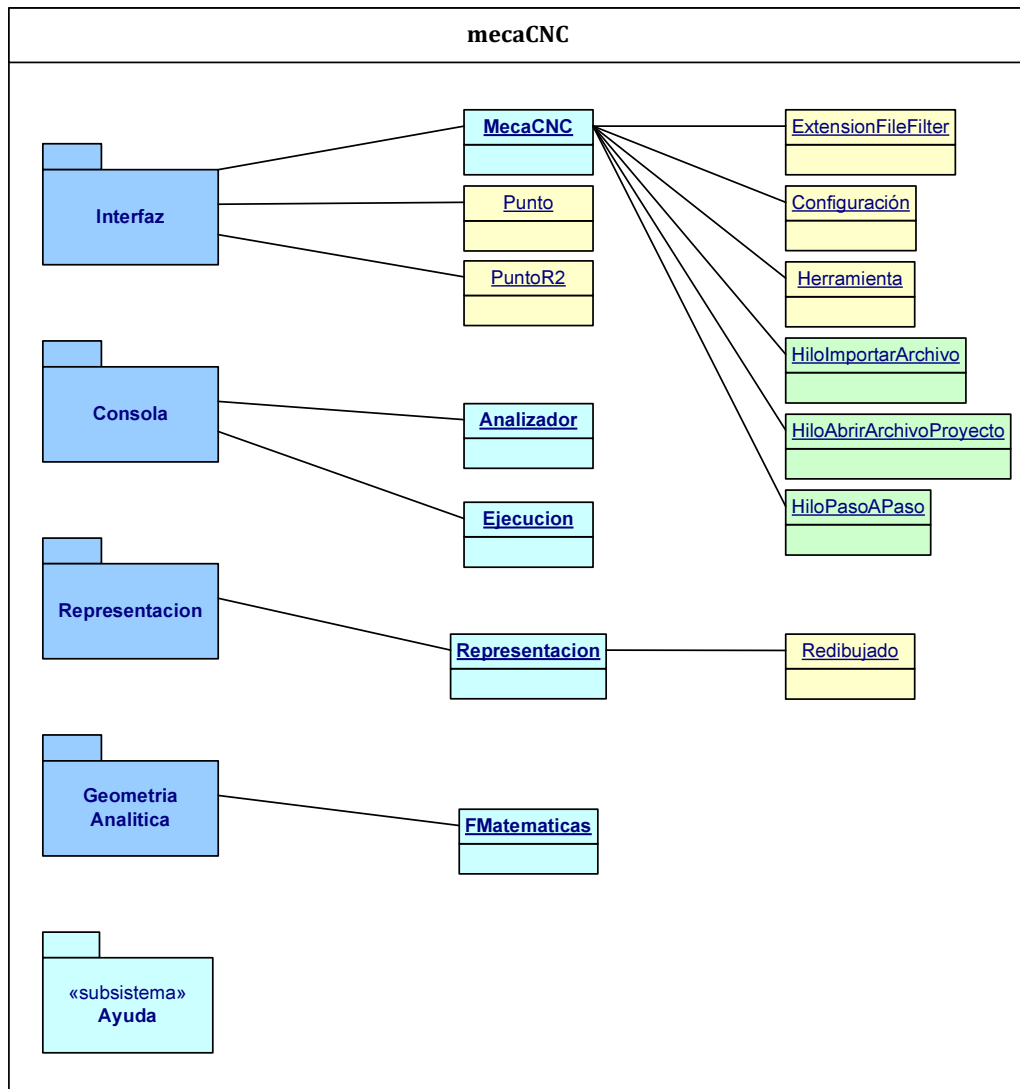 mecaCNC
Interfaz
MecaCNC
Punto
PuntoR2
ExtensionFileFilter
Configuración
Herramienta
HiloImportarArchivo
HiloAbrirArchivoProyecto
HiloPasoAPaso
Consola
Analizador
Ejecucion
Representacion
Representacion
Redibujado
Geometria
Analitica
FMatematicas
«subsistema»
Ayuda